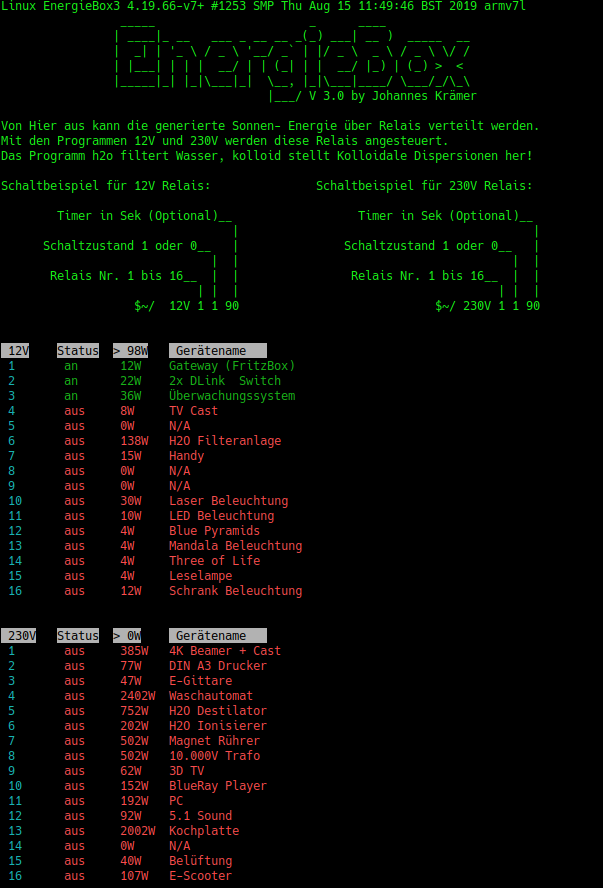 Linux EnergieBox3 4.19.66-v7+ #1253 SMP Thu Aug 15 11:49:46 BST 2019 armv7l
EnergieBox
V 3.0 by Johannes Krämer
Von Hier aus kann die generierte Sonnen- Energie über Relais verteilt werden.
Mit den Programmen 12V und 230V werden diese Relais angesteuert.
Das Programm h2o filtert Wasser, kolloid stellt Kolloidale Dispersionen her!
Schaltbeispiel für 12V Relais: Schaltbeispiel für 230V Relais:
Timer in Sek (Optional)__ Timer in Sek (Optional)__
Schaltzustand 1 oder 0__ Schaltzustand 1 oder 0__
Relais Nr. 1 bis 16__ Relais Nr. 1 bis 16__
$~/ 12V 1 1 90 $~/ 230V 1 1 90
12V Status > 98W Gerätename
1 an 12W Gateway (FritzBox)
2 an 22W 2x DLink Switch
3 an 36W Überwachungssystem
4 aus 8W TV Cast
5 aus 0W N/A
6 aus 138W H2O Filteranlage
7 aus 15W Handy
8 aus 0W N/A
9 aus 0W N/A
10 aus 30W Laser Beleuchtung
11 aus 10W LED Beleuchtung
12 aus 4W Blue Pyramids
13 aus 4W Mandala Beleuchtung
14 aus 4W Three of Life
15 aus 4W Leselampe
16 aus 12W Schrank Beleuchtung
230V Status > 0W Gerätename
1 aus 385W 4K Beamer + Cast
2 aus 77W DIN A3 Drucker
3 aus 47W E-Gittare
4 aus 2402W Waschautomat
5 aus 752W H2O Destilator
6 aus 202W H2O Ionisierer
7 aus 502W Magnet Rührer
8 aus 502W 10.000V Trafo
9 aus 62W 3D TV
10 aus 152W BlueRay Player
11 aus 192W PC
12 aus 92W 5.1 Sound
13 aus 2002W Kochplatte
14 aus 0W N/A
15 aus 40W Belüftung
16 aus 107W E-Scooter